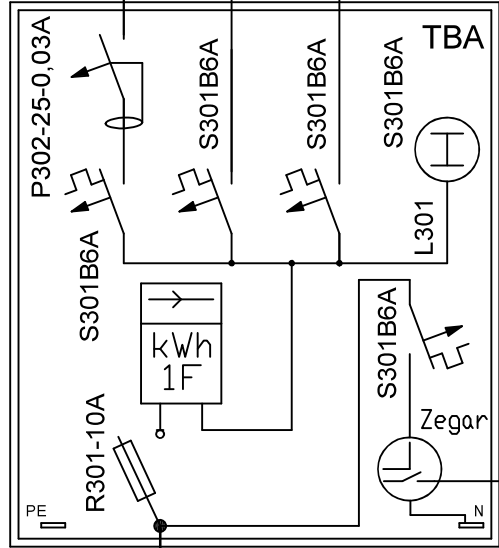 TBA
P302-25-0,03A
S301B6A
S301B6A
S301B6A
S301B6A
L301
kWh
1F
S301B6A
R301-10A
Zegar
PE
N